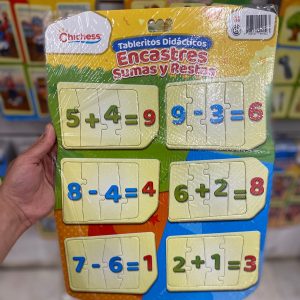 Chichess
Tableritos Didácticos
Encastres
Sumas y Restas
5+4=9
9-3=6
8-4=4
6+2=8
7-6=1
2+1=3